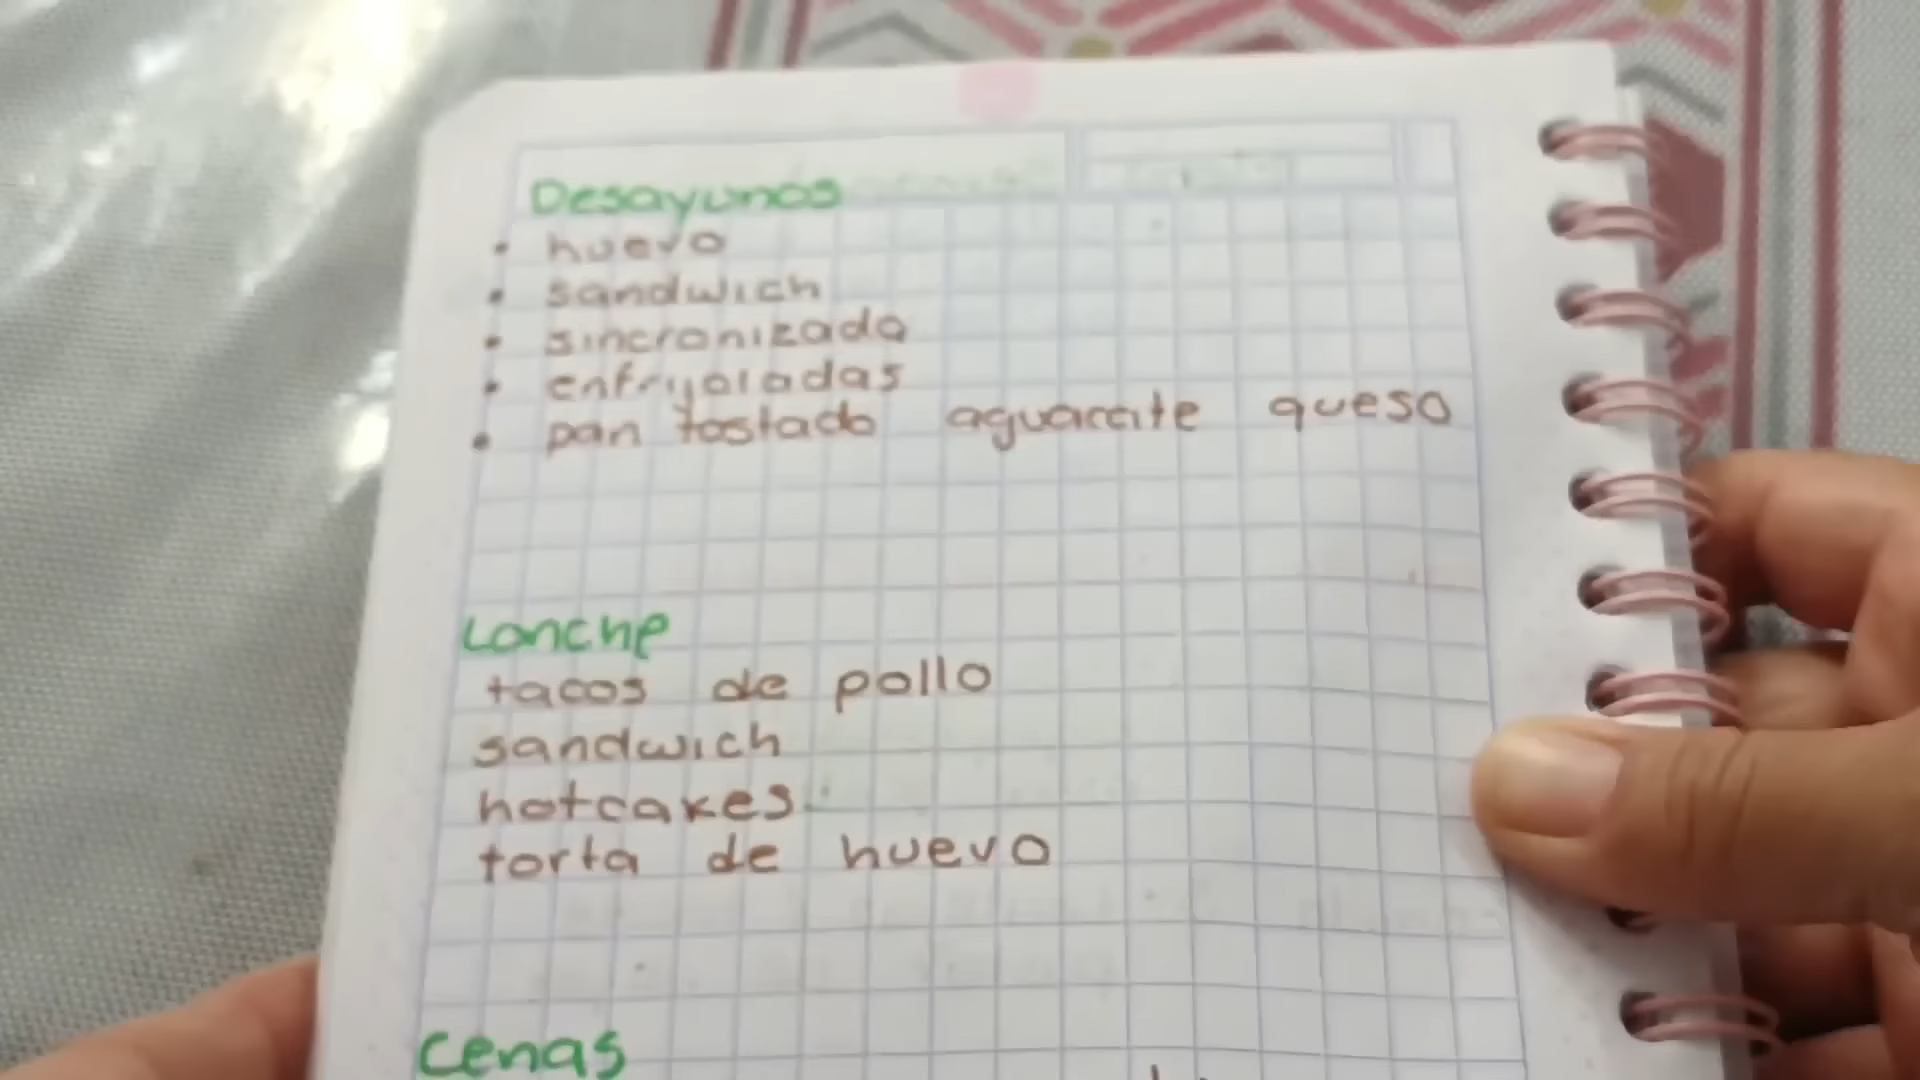 Desayunos
• huevo
• sandwich
• sincronizada
• enfrijoladas
• pan tostado aguacate queso
Lonche
tacos de pollo
sandwich
hotcakes
torta de huevo
Cenas